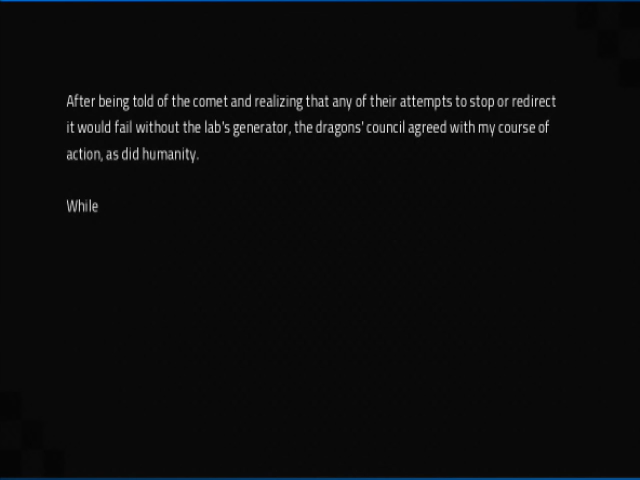 After being told of the comet and realizing that any of their attempts to stop or redirect
it would fail without the lab's generator, the dragons' council agreed with my course of
action, as did humanity.
While